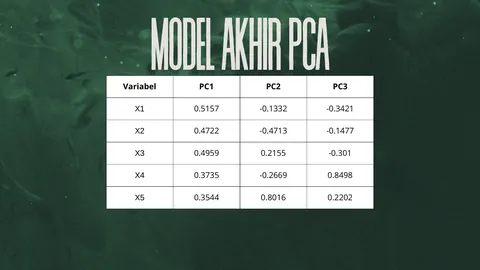 MODEL AKHIR PCA
Variabel PC1 PC2 PC3
X1 0.5157 -0.1332 -0.3421
X2 0.4722 -0.4713 -0.1477
X3 0.4959 0.2155 -0.301
X4 0.3735 -0.2669 0.8498
X5 0.3544 0.8016 0.2202